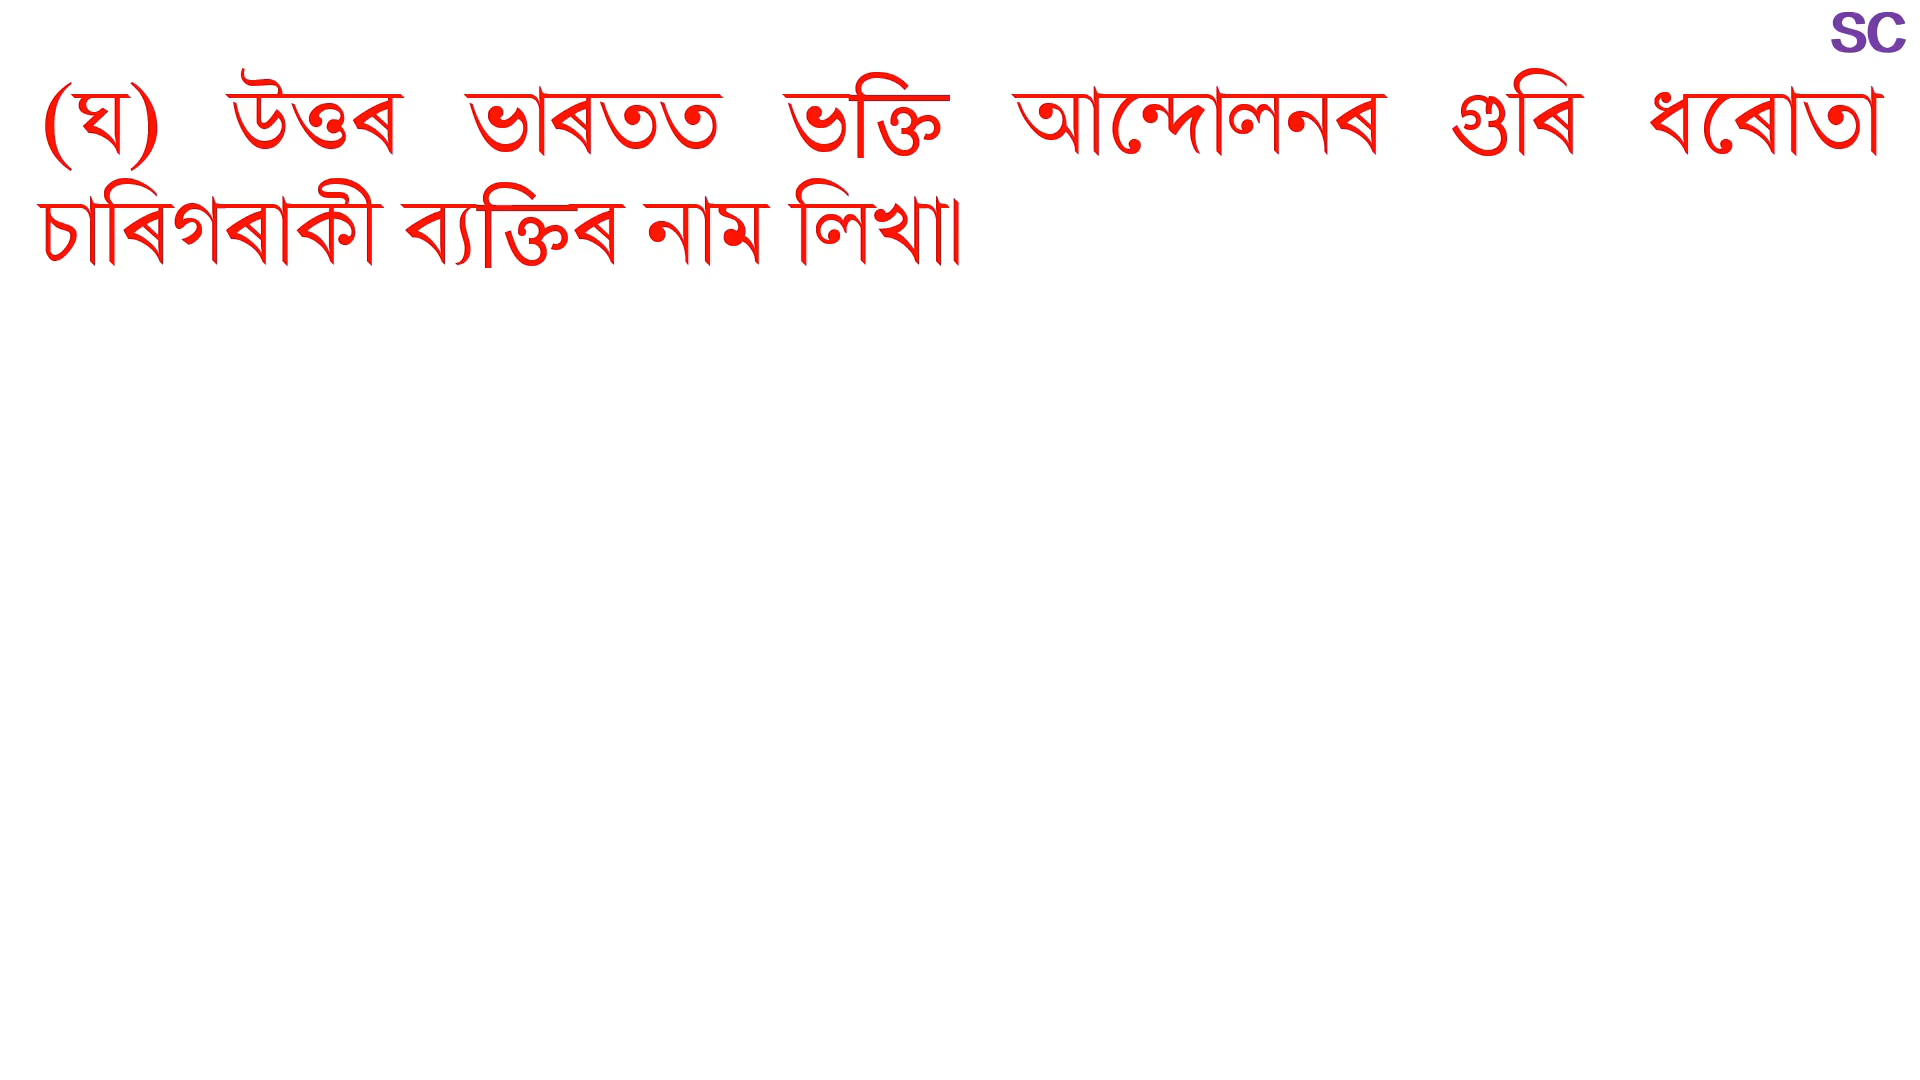 SC
(ঘ) উত্তৰ ভাৰতত ভক্তি আন্দোলনৰ গুৰি ধৰোতা
চাৰিগৰাকী ব্যক্তিৰ নাম লিখা।